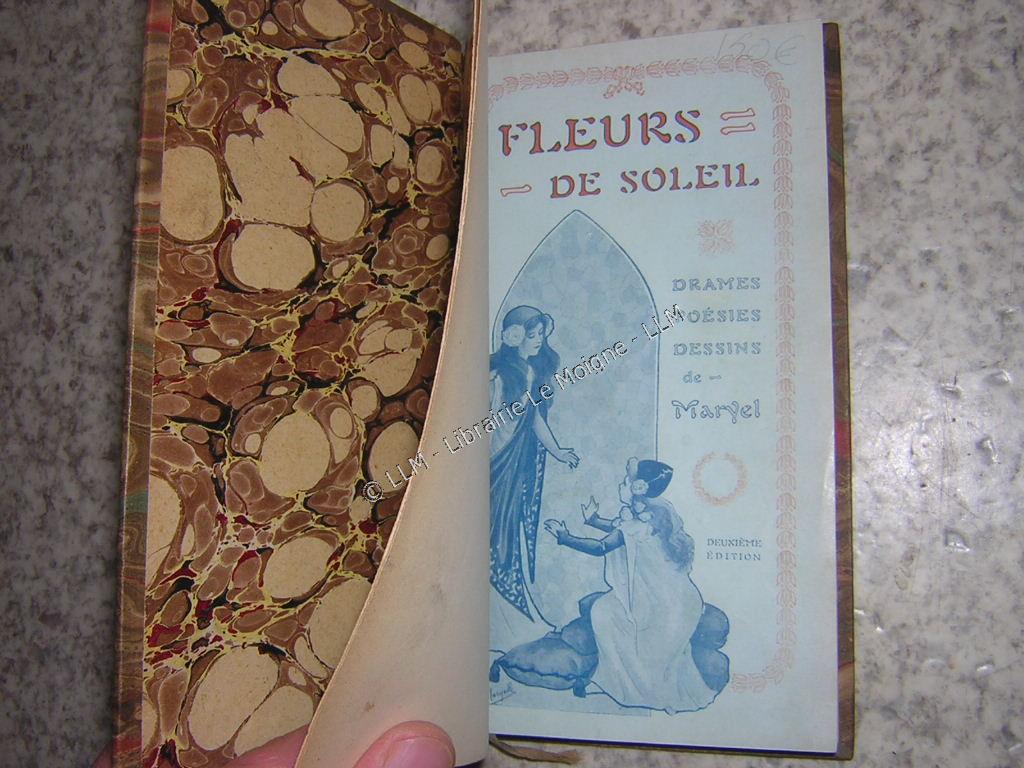 150€
FLEURS
DE SOLEIL
DRAMES
POÉSIES
DESSINS
de -
Maryel
DEUXIÈME
ÉDITION
© LLM - Librairie Le Moigne - LLM